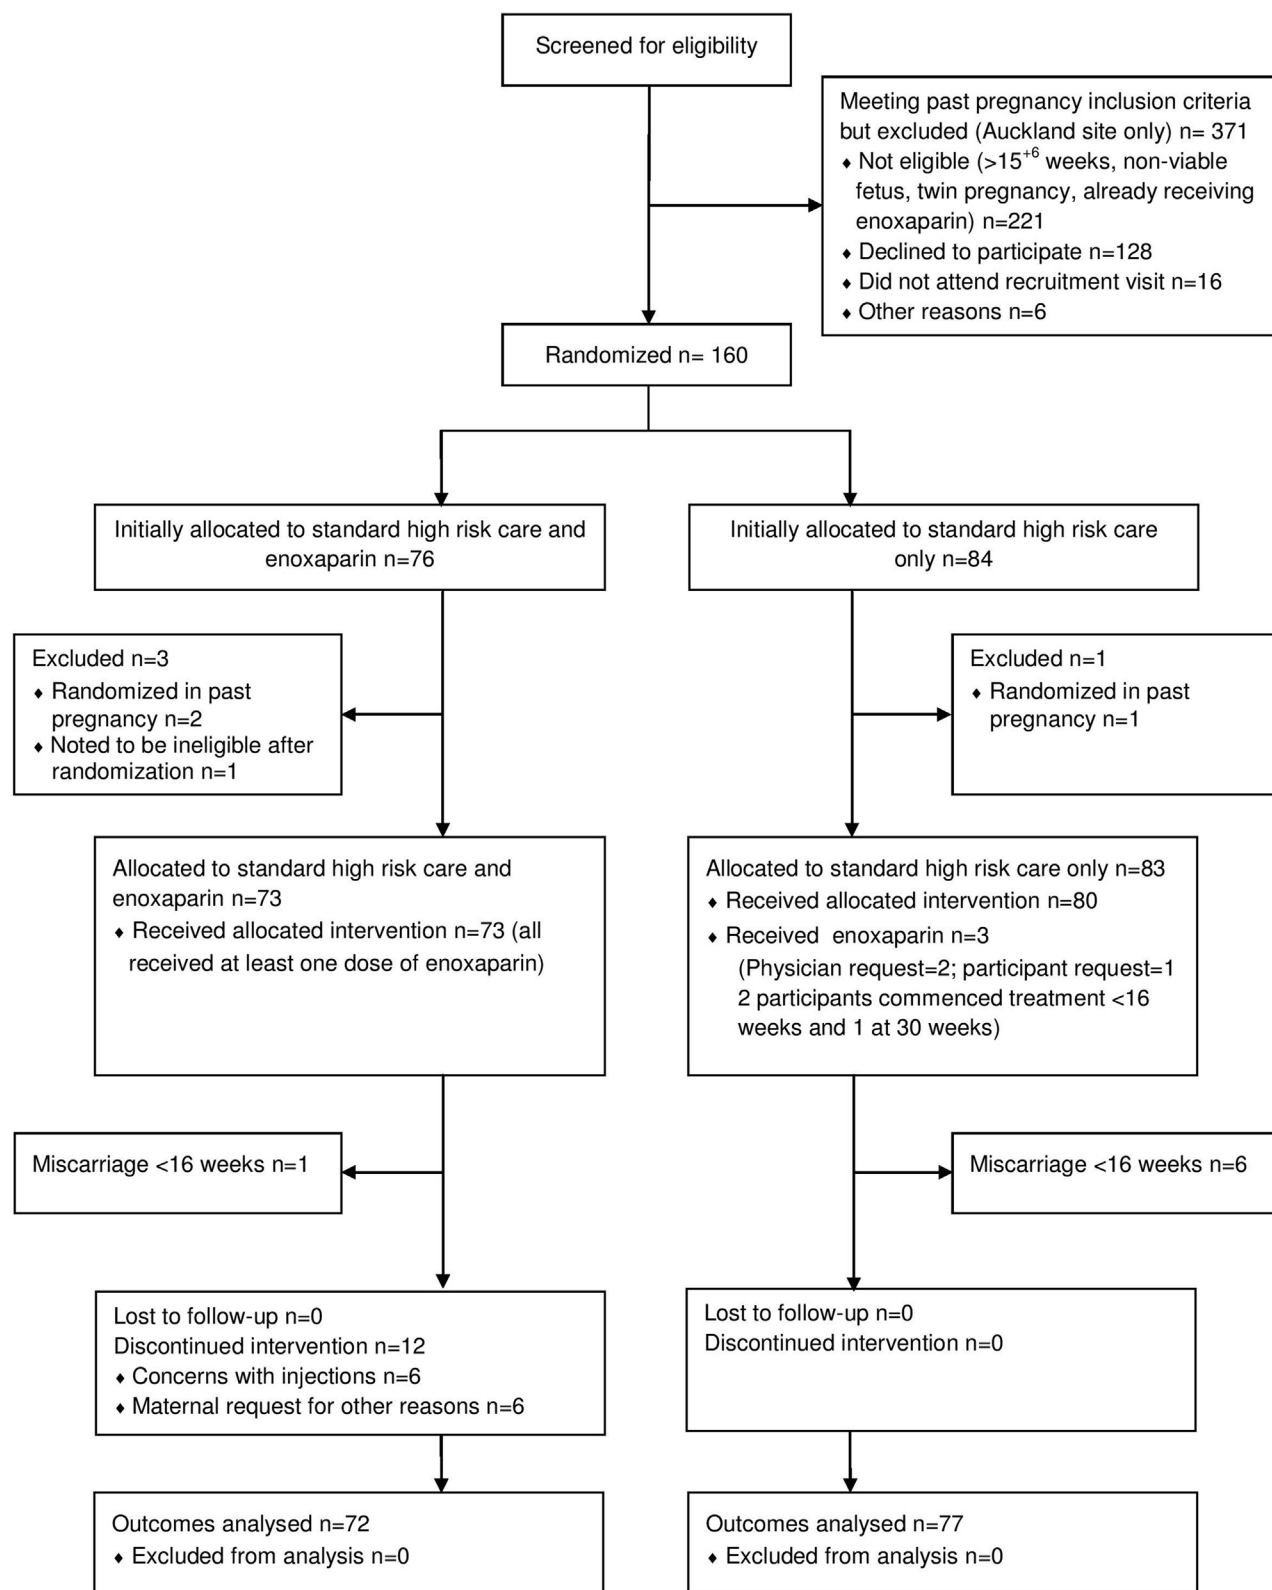 Screened for eligibility
Meeting past pregnancy inclusion criteria
but excluded (Auckland site only) n= 371
♦ Not eligible (>15+6 weeks, non-viable
fetus, twin pregnancy, already receiving
enoxaparin) n=221
♦ Declined to participate n=128
♦ Did not attend recruitment visit n=16
♦ Other reasons n=6
Randomized n= 160
Initially allocated to standard high risk care and
enoxaparin n=76
Initially allocated to standard high risk care
only n=84
Excluded n=3
♦ Randomized in past
pregnancy n=2
♦ Noted to be ineligible after
randomization n=1
Excluded n=1
♦ Randomized in past
pregnancy n=1
Allocated to standard high risk care and
enoxaparin n=73
♦ Received allocated intervention n=73 (all
received at least one dose of enoxaparin)
Allocated to standard high risk care only n=83
♦ Received allocated intervention n=80
♦ Received  enoxaparin n=3
(Physician request=2; participant request=1
2 participants commenced treatment <16
weeks and 1 at 30 weeks)
Miscarriage <16 weeks n=1
Miscarriage <16 weeks n=6
Lost to follow-up n=0
Discontinued intervention n=12
♦ Concerns with injections n=6
♦ Maternal request for other reasons n=6
Lost to follow-up n=0
Discontinued intervention n=0
Outcomes analysed n=72
♦ Excluded from analysis n=0
Outcomes analysed n=77
♦ Excluded from analysis n=0